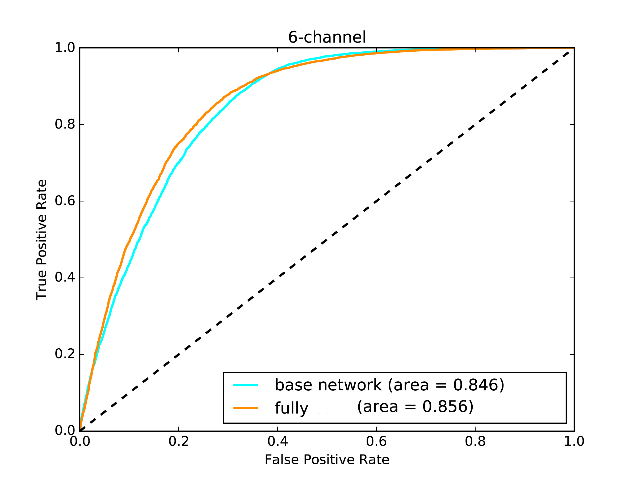 6-channel
True Positive Rate
1.0
0.8
0.6
0.4
0.2
0.0
0.0 0.2 0.4 0.6 0.8 1.0
False Positive Rate
base network (area = 0.846)
fully (area = 0.856)